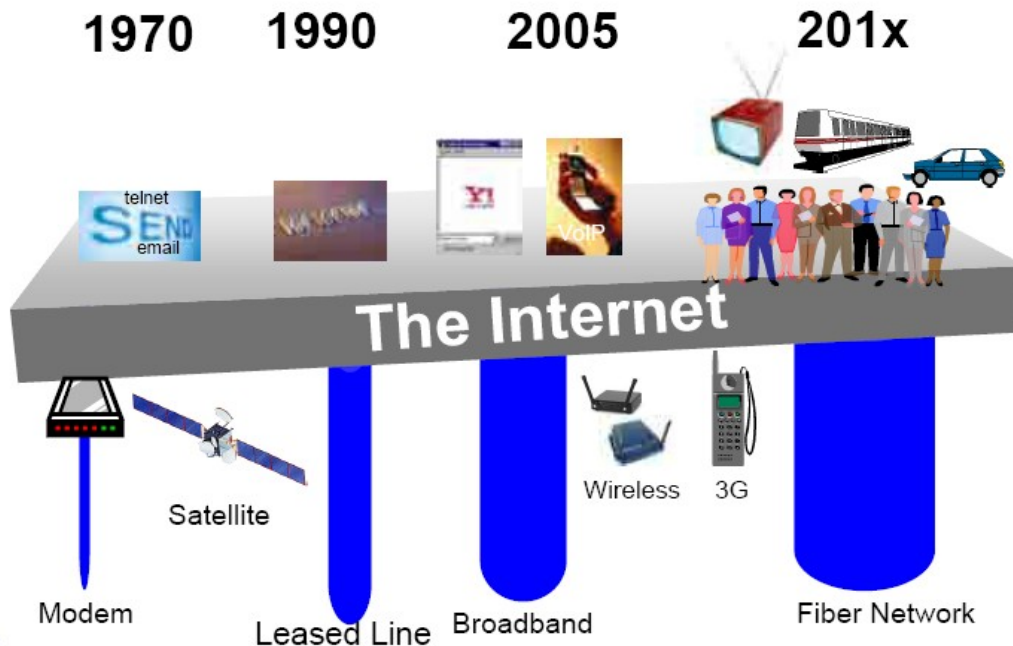 1970 1990 2005 201x
telnet
SEND
email
Y!
VoIP
The Internet
Wireless 3G
Satellite
Modem
Leased Line
Broadband
Fiber Network